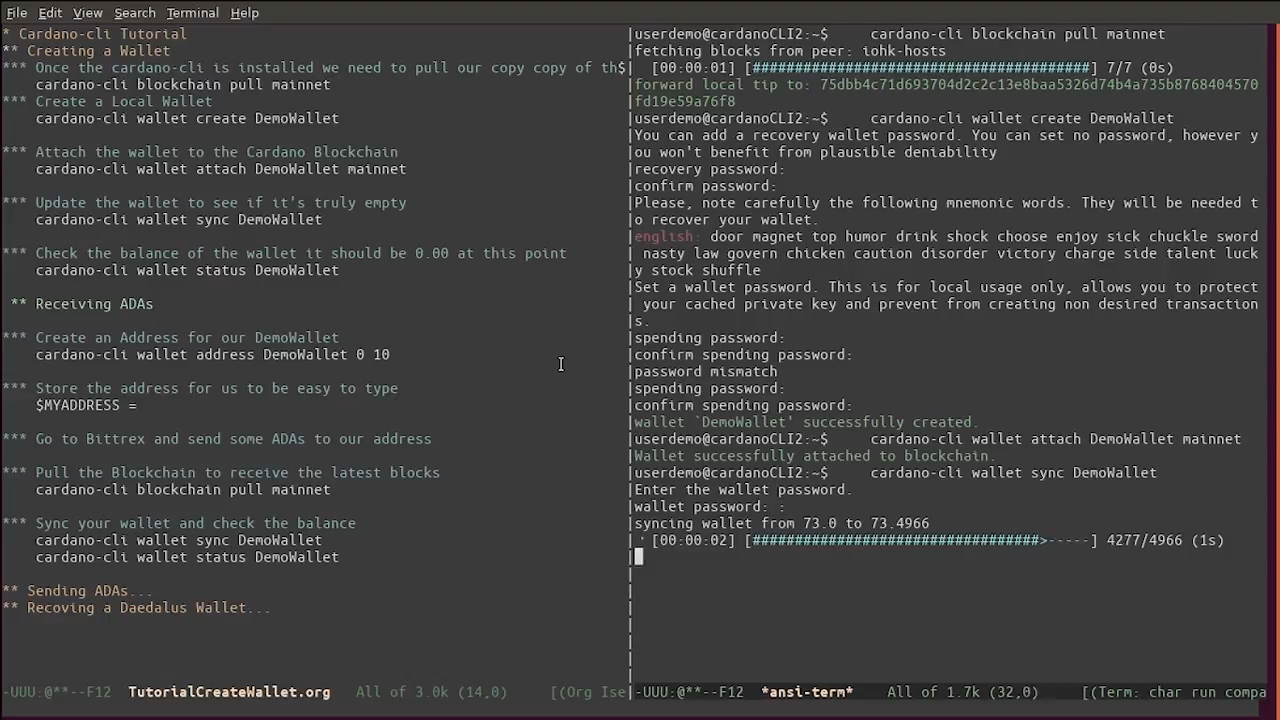 File Edit View Search Terminal Help
* Cardano-cli Tutorial
** Creating a Wallet
*** Once the cardano-cli is installed we need to pull our copy copy of th$
cardano-cli blockchain pull mainnet
*** Create a Local Wallet
cardano-cli wallet create DemoWallet
*** Attach the wallet to the Cardano Blockchain
cardano-cli wallet attach DemoWallet mainnet
*** Update the wallet to see if it's truly empty
cardano-cli wallet sync DemoWallet
*** Check the balance of the wallet it should be 0.00 at this point
cardano-cli wallet status DemoWallet
** Receiving ADAs
*** Create an Address for our DemoWallet
cardano-cli wallet address DemoWallet 0 10
*** Store the address for us to be easy to type
$MYADDRESS =
*** Go to Bittrex and send some ADAs to our address
*** Pull the Blockchain to receive the latest blocks
cardano-cli blockchain pull mainnet
*** Sync your wallet and check the balance
cardano-cli wallet sync DemoWallet
cardano-cli wallet status DemoWallet
** Sending ADAs...
** Recoving a Daedalus Wallet...
-UUU:@**--F12 TutorialCreateWallet.org All of 3.0k (14,0) [(Org Ise
|userdemo@cardanoCLI2:~$ cardano-cli blockchain pull mainnet
|fetching blocks from peer: iohk-hosts
| [00:00:01] [########################################] 7/7 (0s)
|forward local tip to: 75dbb4c71d693704d2c2c13e8baa5326d74b4a735b8768404570
|fd19e59a76f8
|userdemo@cardanoCLI2:~$ cardano-cli wallet create DemoWallet
|You can add a recovery wallet password. You can set no password, however y
|ou won't benefit from plausible deniability
|recovery password:
|confirm password:
|Please, note carefully the following mnemonic words. They will be needed t
|o recover your wallet.
|english: door magnet top humor drink shock choose enjoy sick chuckle sword
| nasty law govern chicken caution disorder victory charge side talent luck
|y stock shuffle
|Set a wallet password. This is for local usage only, allows you to protect
| your cached private key and prevent from creating non desired transaction
|s.
|spending password:
|confirm spending password:
|password mismatch
|spending password:
|confirm spending password:
|wallet `DemoWallet' successfully created.
|userdemo@cardanoCLI2:~$ cardano-cli wallet attach DemoWallet mainnet
|Wallet successfully attached to blockchain.
|userdemo@cardanoCLI2:~$ cardano-cli wallet sync DemoWallet
|Enter the wallet password.
|wallet password: :
|syncing wallet from 73.0 to 73.4966
| ' [00:00:02] [##################################>-----] 4277/4966 (1s)
|-UUU:@**--F12 *ansi-term* All of 1.7k (32,0) [(Term: char run compa